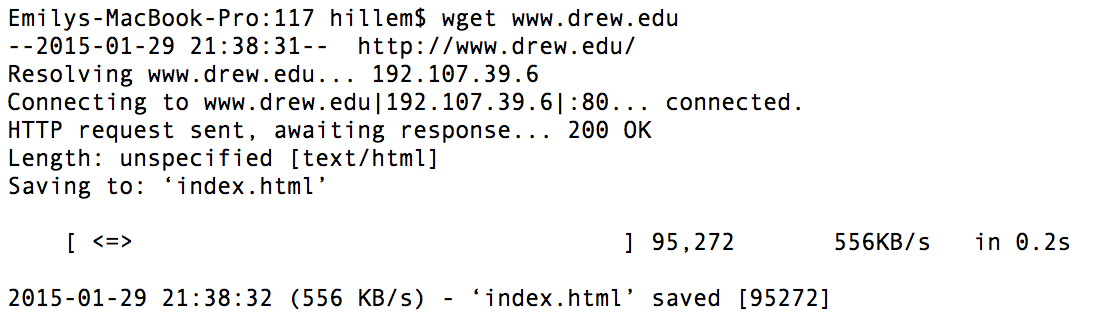 Emilys-MacBook-Pro:117 hillem$ wget www.drew.edu
--2015-01-29 21:38:31--  http://www.drew.edu/
Resolving www.drew.edu... 192.107.39.6
Connecting to www.drew.edu|192.107.39.6|:80... connected.
HTTP request sent, awaiting response... 200 OK
Length: unspecified [text/html]
Saving to: ‘index.html’
    [ <=>                                   ] 95,272       556KB/s   in 0.2s
2015-01-29 21:38:32 (556 KB/s) - ‘index.html’ saved [95272]